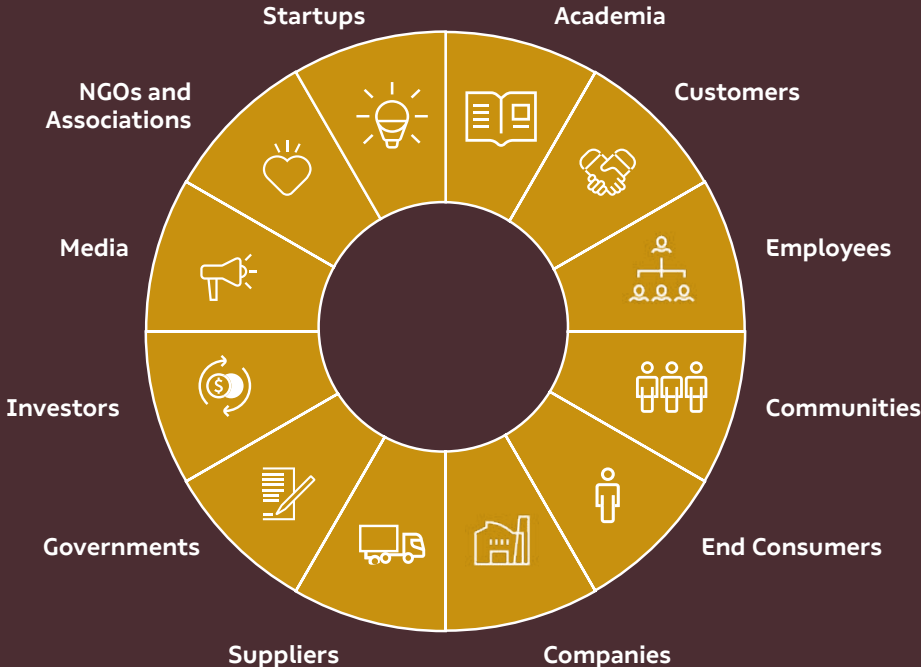 Startups
Academia
NGOs and
Associations
Customers
Media
Employees
Investors
Communities
Governments
End Consumers
Suppliers
Companies
$